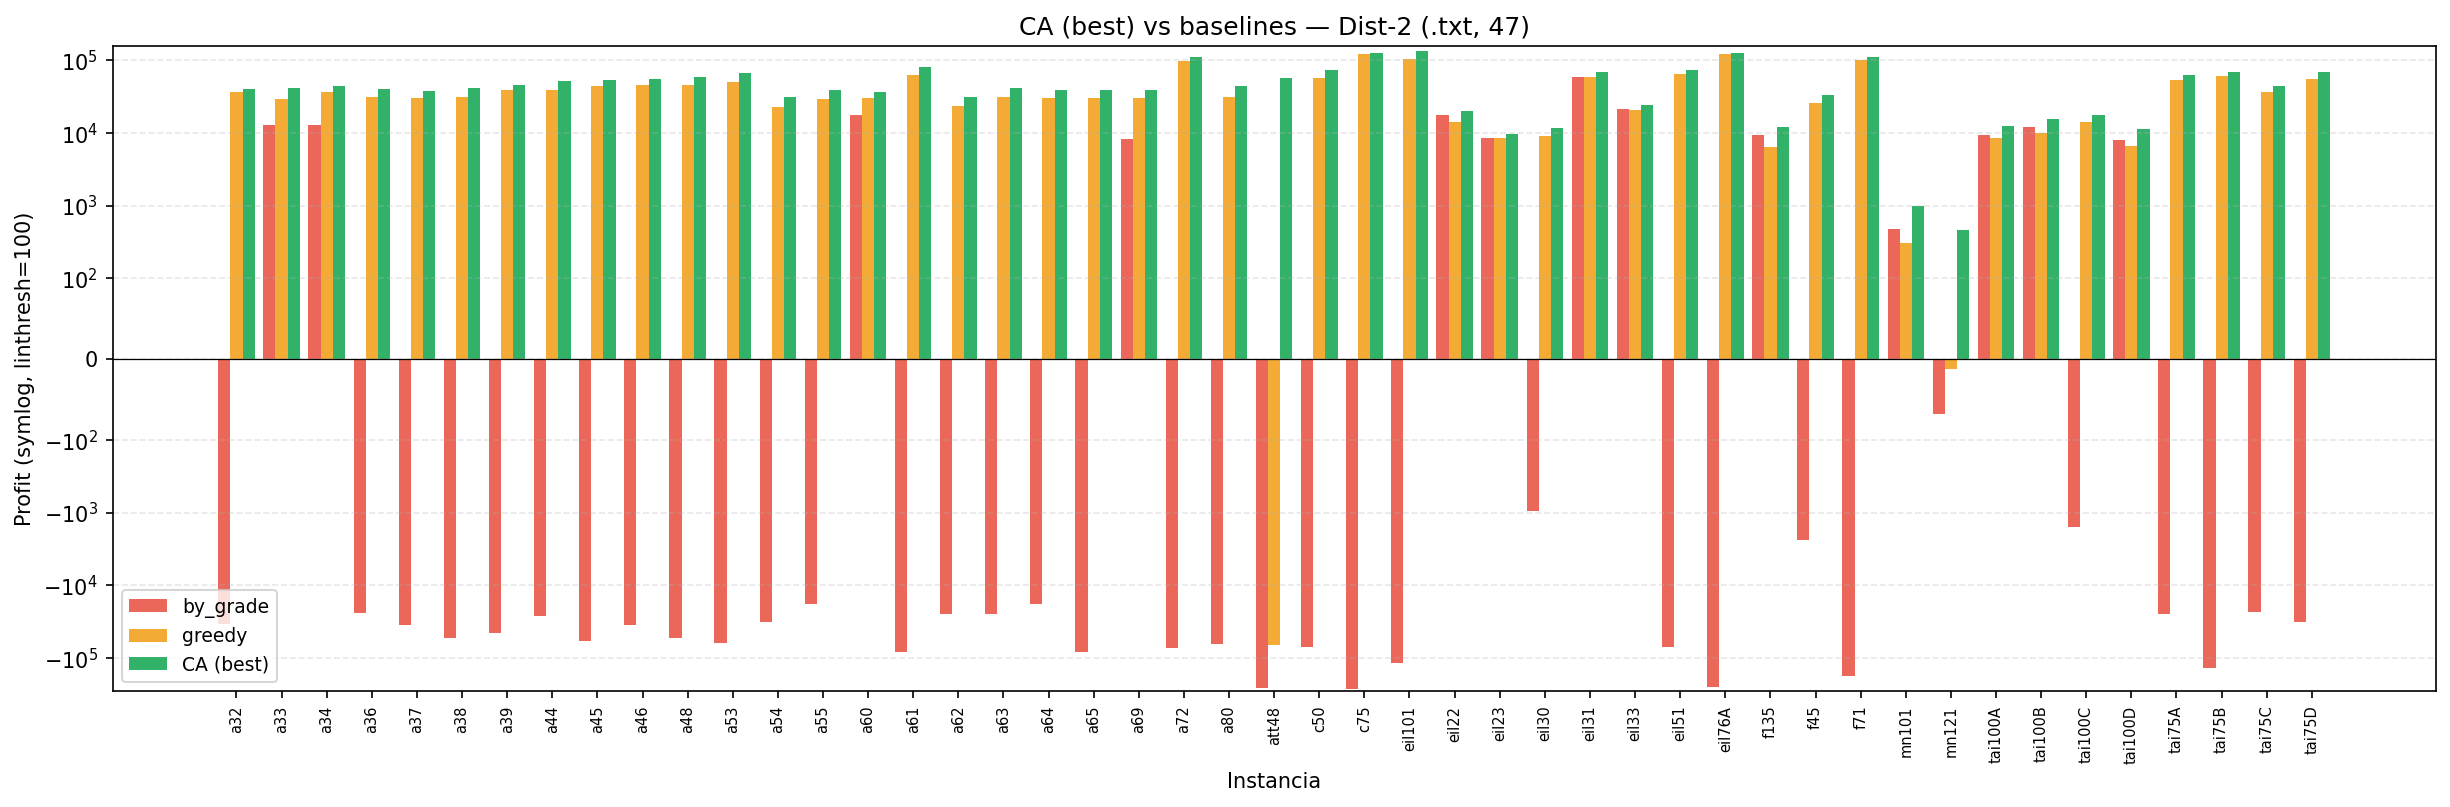 CA (best) vs baselines — Dist-2 (.txt, 47)
Profit (symlog, linthresh=100)
10^5
10^4
10^3
10^2
0
−10^2
−10^3
−10^4
−10^5
by_grade
greedy
CA (best)
a32
a33
a34
a36
a37
a38
a39
a44
a45
a46
a48
a53
a54
a55
a60
a61
a62
a63
a64
a65
a69
a72
a80
att48
c50
c75
eil101
eil22
eil23
eil30
eil31
eil33
eil51
eil76A
f135
f45
f71
mn101
mn121
tai100A
tai100B
tai100C
tai100D
tai75A
tai75B
tai75C
tai75D
Instancia